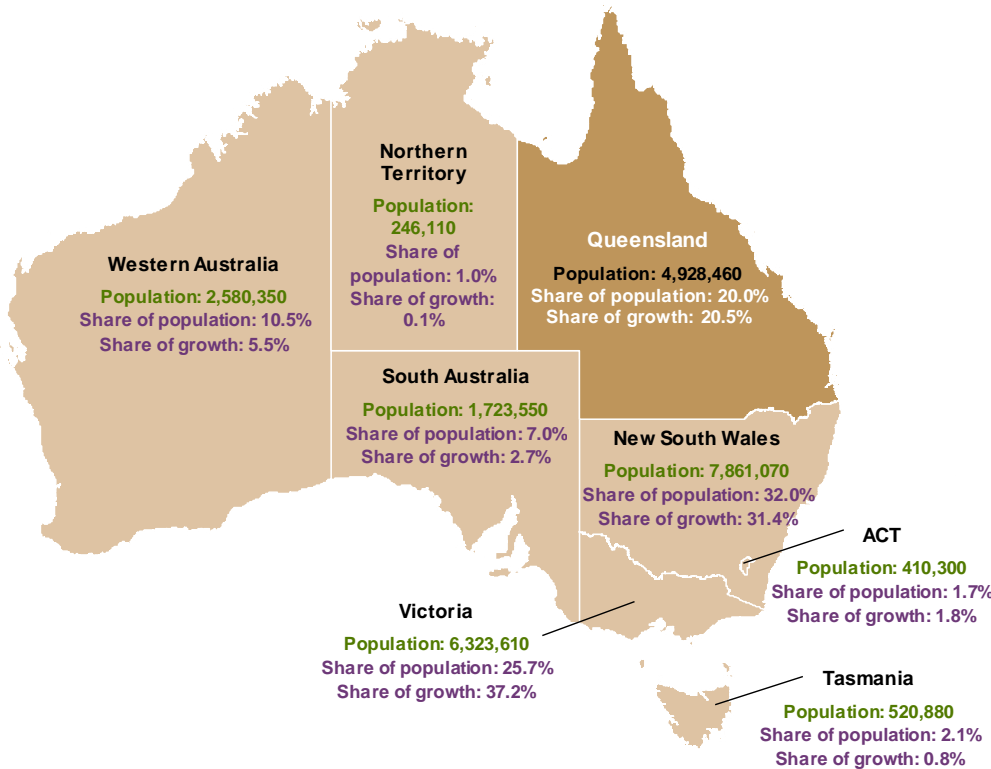 Northern
Territory
Population:
246,110
Share of
population: 1.0%
Share of growth:
0.1%
Queensland
Population: 4,928,460
Share of population: 20.0%
Share of growth: 20.5%
Western Australia
Population: 2,580,350
Share of population: 10.5%
Share of growth: 5.5%
South Australia
Population: 1,723,550
Share of population: 7.0%
Share of growth: 2.7%
New South Wales
Population: 7,861,070
Share of population: 32.0%
Share of growth: 31.4%
ACT
Population: 410,300
Share of population: 1.7%
Share of growth: 1.8%
Victoria
Population: 6,323,610
Share of population: 25.7%
Share of growth: 37.2%
Tasmania
Population: 520,880
Share of population: 2.1%
Share of growth: 0.8%